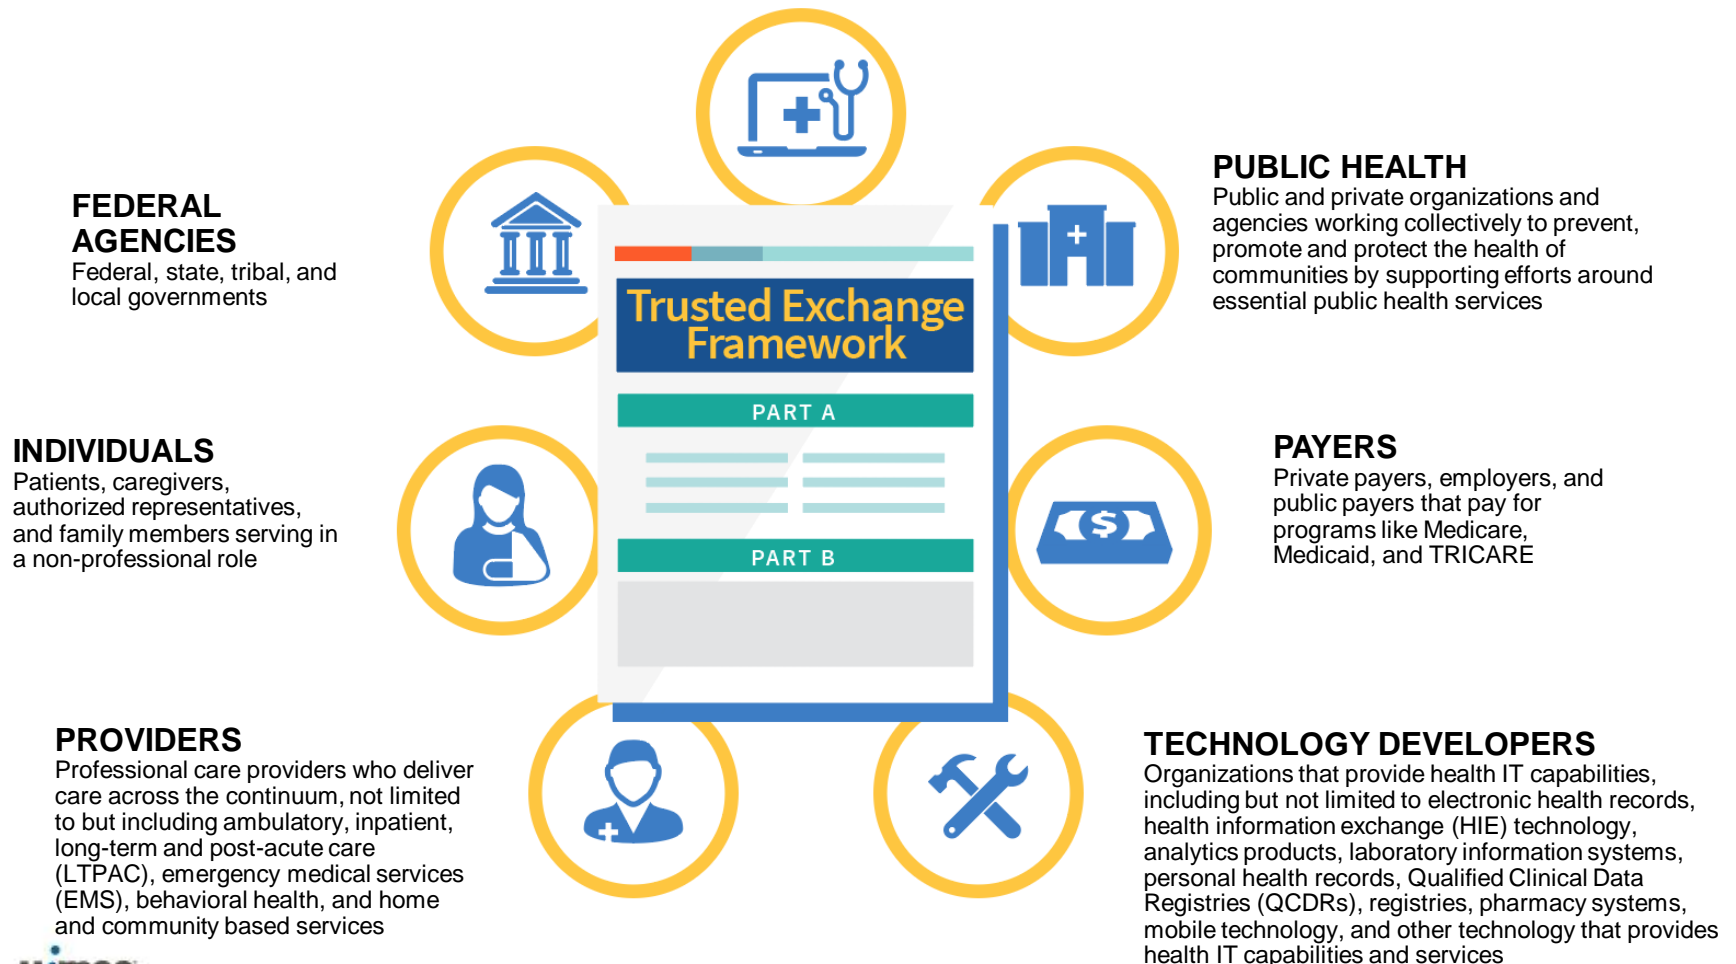 FEDERAL
AGENCIES
Federal, state, tribal, and
local governments
PUBLIC HEALTH
Public and private organizations and
agencies working collectively to prevent,
promote and protect the health of
communities by supporting efforts around
essential public health services
Trusted Exchange
Framework
PART A
PART B
INDIVIDUALS
Patients, caregivers,
authorized representatives,
and family members serving in
a non-professional role
PAYERS
Private payers, employers, and
public payers that pay for
programs like Medicare,
Medicaid, and TRICARE
$
PROVIDERS
Professional care providers who deliver
care across the continuum, not limited
to but including ambulatory, inpatient,
long-term and post-acute care
(LTPAC), emergency medical services
(EMS), behavioral health, and home
and community based services
TECHNOLOGY DEVELOPERS
Organizations that provide health IT capabilities,
including but not limited to electronic health records,
health information exchange (HIE) technology,
analytics products, laboratory information systems,
personal health records, Qualified Clinical Data
Registries (QCDRs), registries, pharmacy systems,
mobile technology, and other technology that provides
health IT capabilities and services